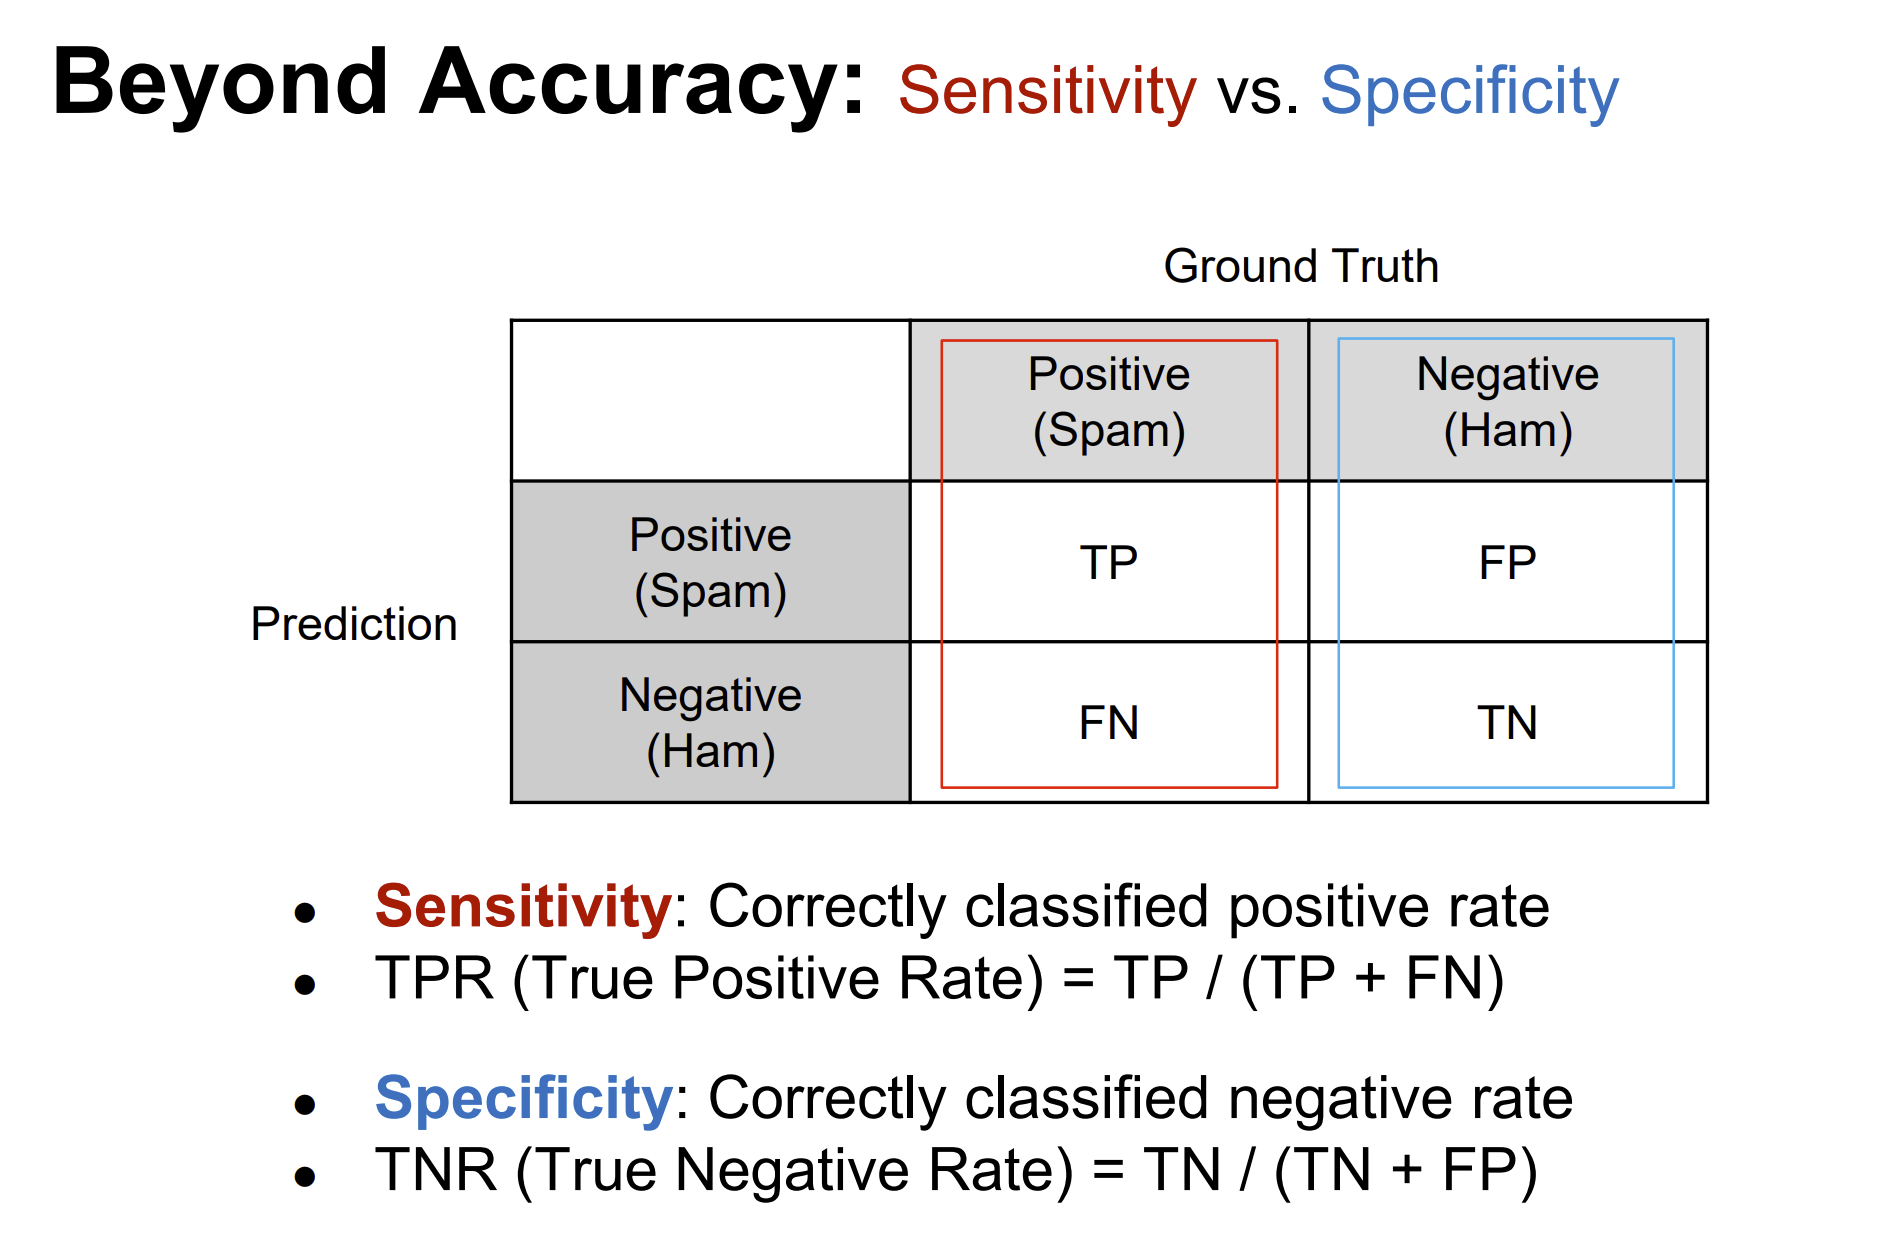 Beyond Accuracy: Sensitivity vs. Specificity
Ground Truth
Positive
(Spam)
Negative
(Ham)
Prediction
Positive
(Spam)
TP
FP
Negative
(Ham)
FN
TN
● Sensitivity: Correctly classified positive rate
● TPR (True Positive Rate) = TP / (TP + FN)
● Specificity: Correctly classified negative rate
● TNR (True Negative Rate) = TN / (TN + FP)